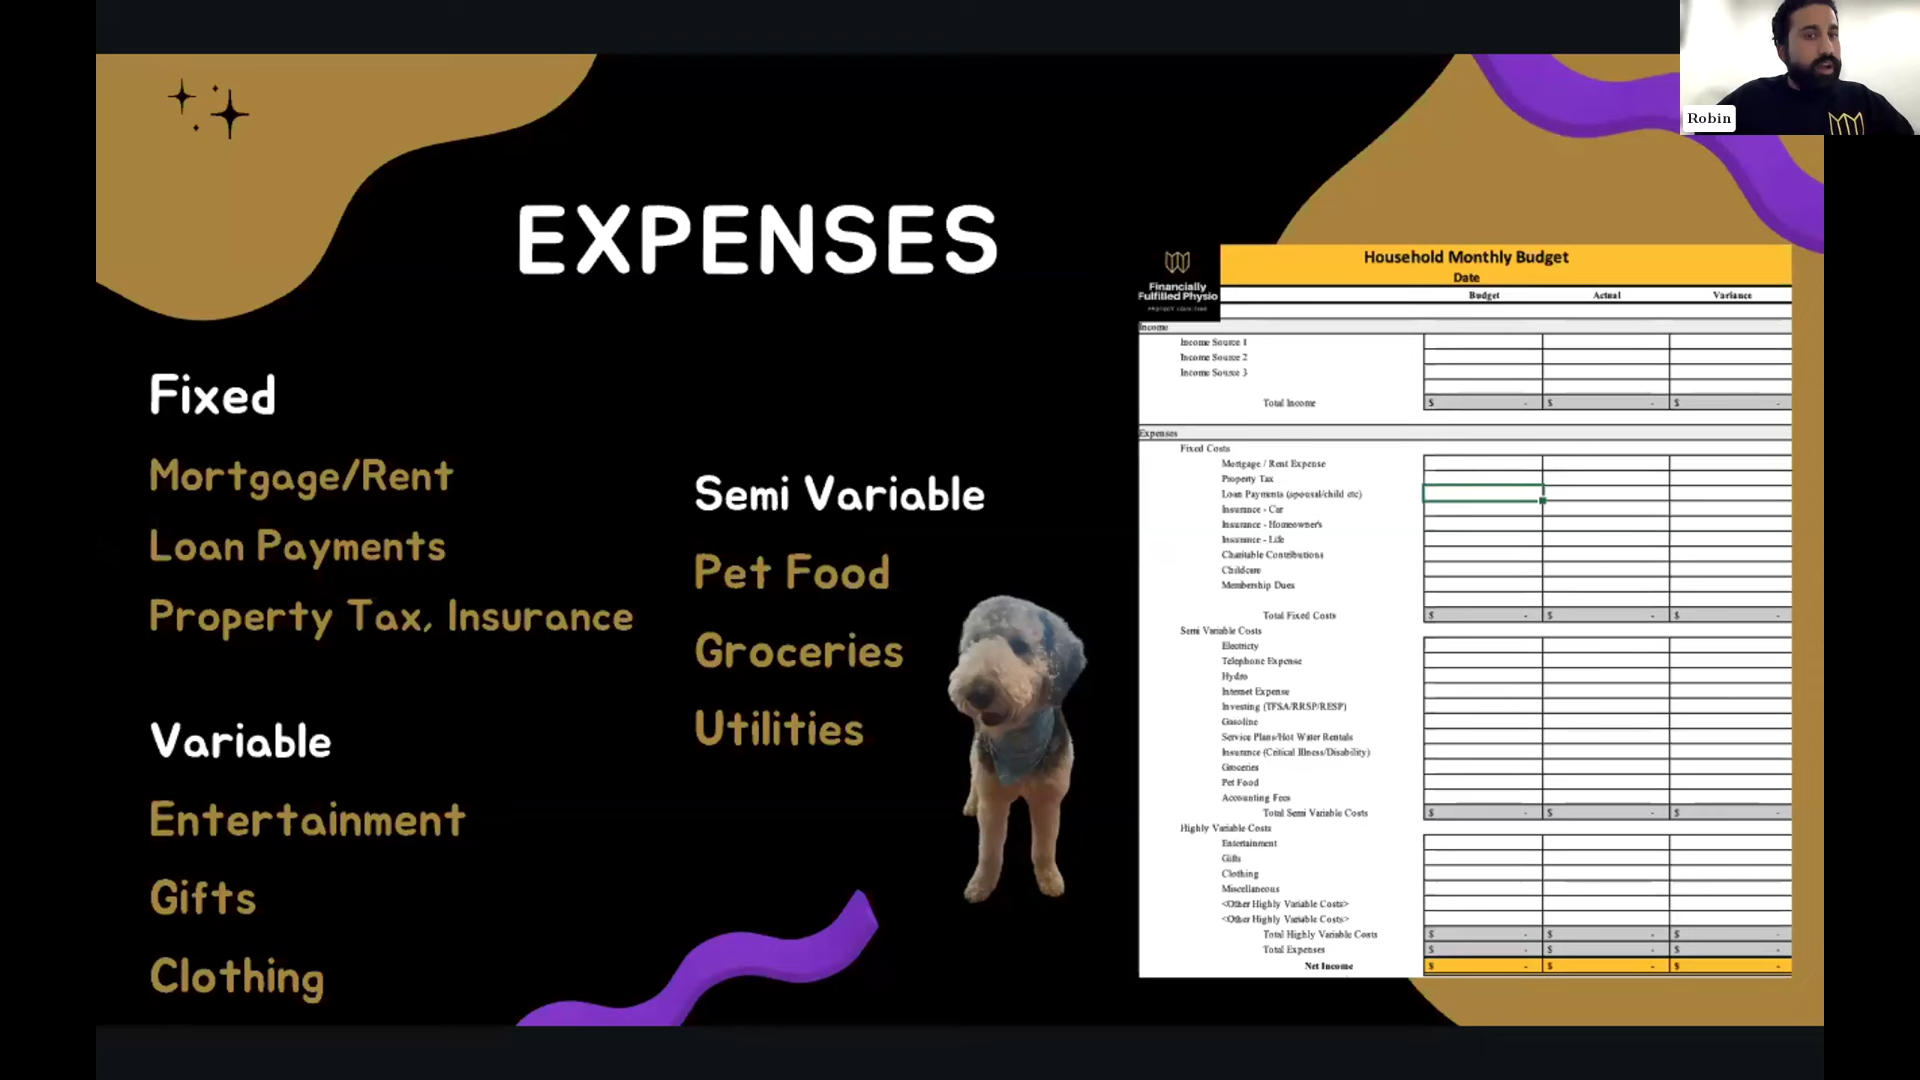 Robin
EXPENSES
Fixed
Mortgage/Rent
Loan Payments
Property Tax, Insurance
Variable
Entertainment
Gifts
Clothing
Semi Variable
Pet Food
Groceries
Utilities
Financially
Fulfilled Physio
Household Monthly Budget
Date
Budget Actual Variance
Income
Income Source 1
Income Source 2
Income Source 3
Total Income $ - $ - $ -
Expenses
Fixed Costs
Mortgage / Rent Expense
Property Tax
Loan Payments (spousal/child etc)
Insurance - Car
Insurance - Homeowner's
Insurance - Life
Charitable Contributions
Childcare
Membership Dues
Total Fixed Costs $ - $ - $ -
Semi Variable Costs
Electricty
Telephone Expense
Hydro
Internet Expense
Investing (TFSA/RRSP/RESP)
Gasoline
Service Plans/Hot Water Rentals
Insurance (Critical Illness/Disability)
Groceries
Pet Food
Accounting Fees
Total Semi Variable Costs $ - $ - $ -
Highly Variable Costs
Entertainment
Gifts
Clothing
Miscellaneous
<Other Highly Variable Costs>
<Other Highly Variable Costs>
Total Highly Variable Costs $ - $ - $ -
Total Expenses $ - $ - $ -
Net Income $ - $ - $ -